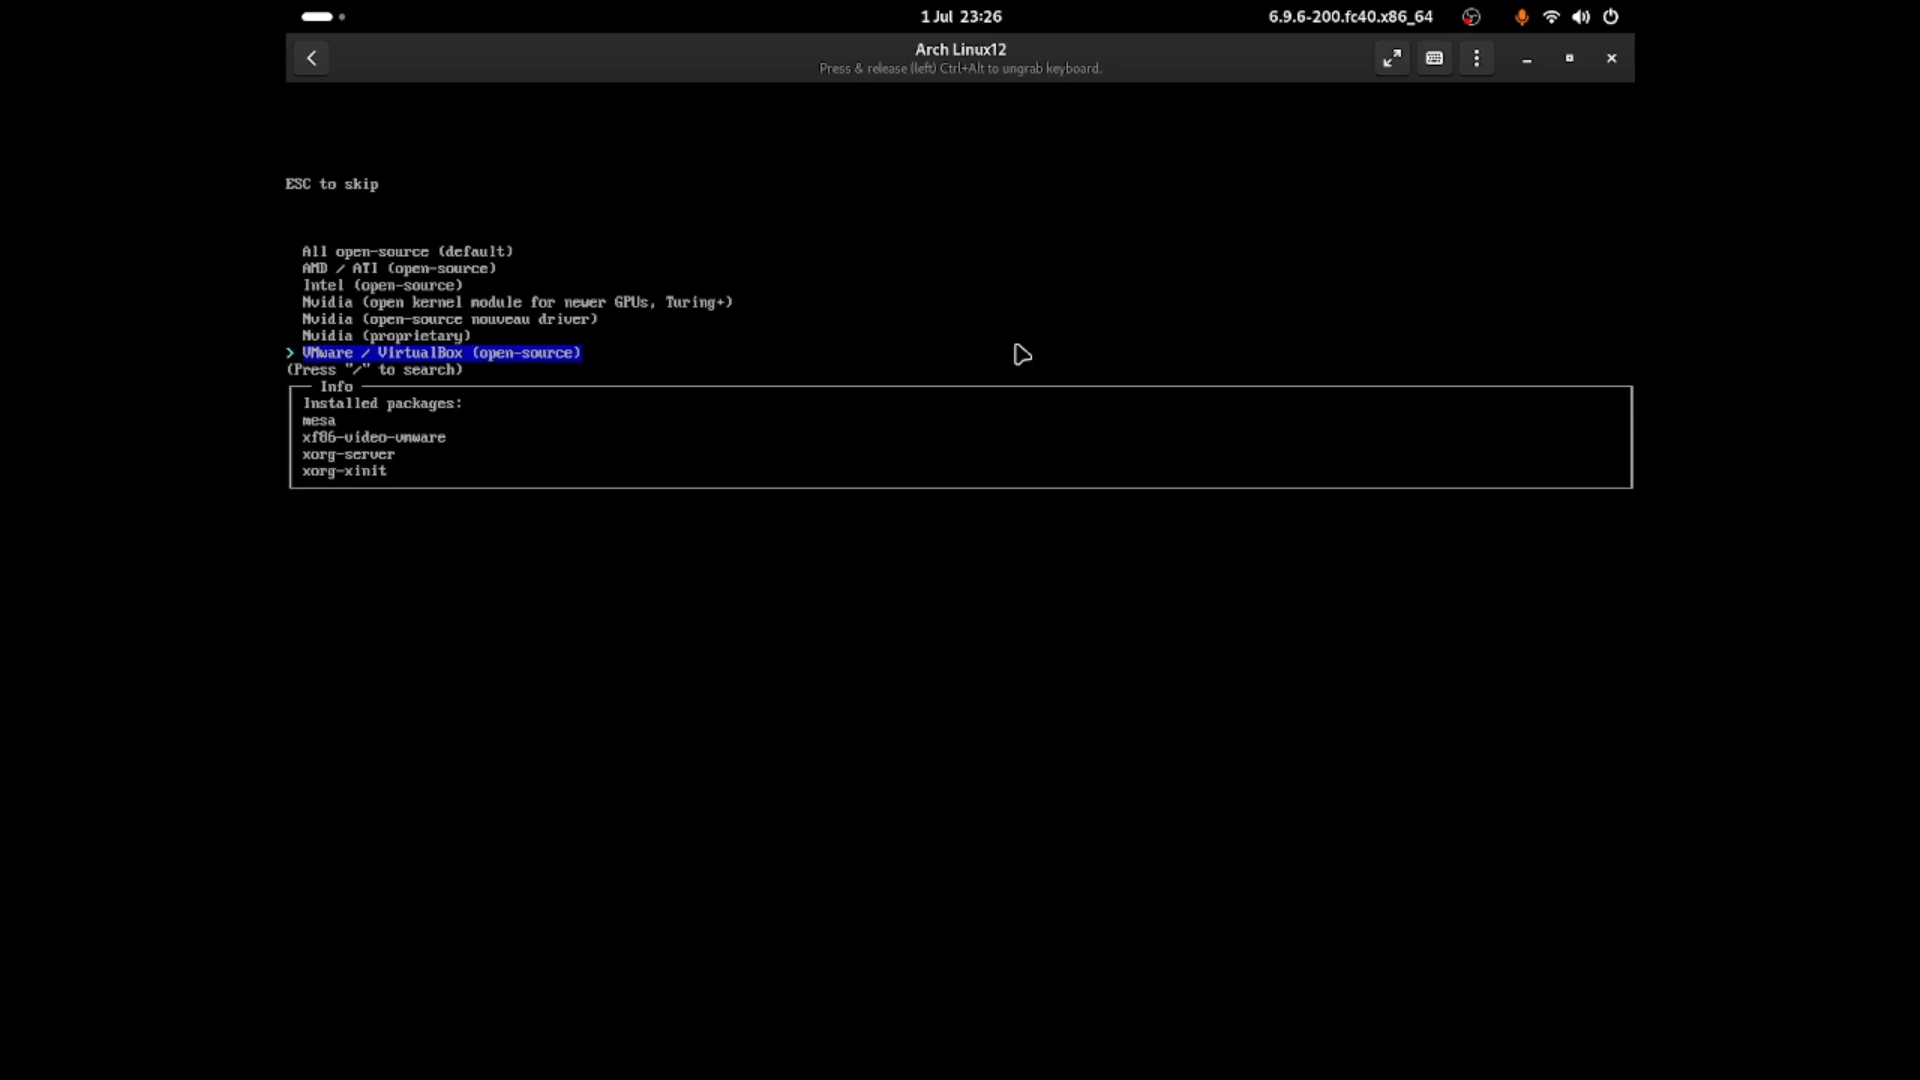 1 Jul 23:26
6.9.6-200.fc40.x86_64
Arch Linux12
Press & release (left) Ctrl+Alt to ungrab keyboard.
ESC to skip
All open-source (default)
AMD / ATI (open-source)
Intel (open-source)
Nvidia (open kernel module for newer GPUs, Turing+)
Nvidia (open-source nouveau driver)
Nvidia (proprietary)
> VMware / VirtualBox (open-source)
(Press "/" to search)
Info
Installed packages:
mesa
xf86-video-vmware
xorg-server
xorg-xinit